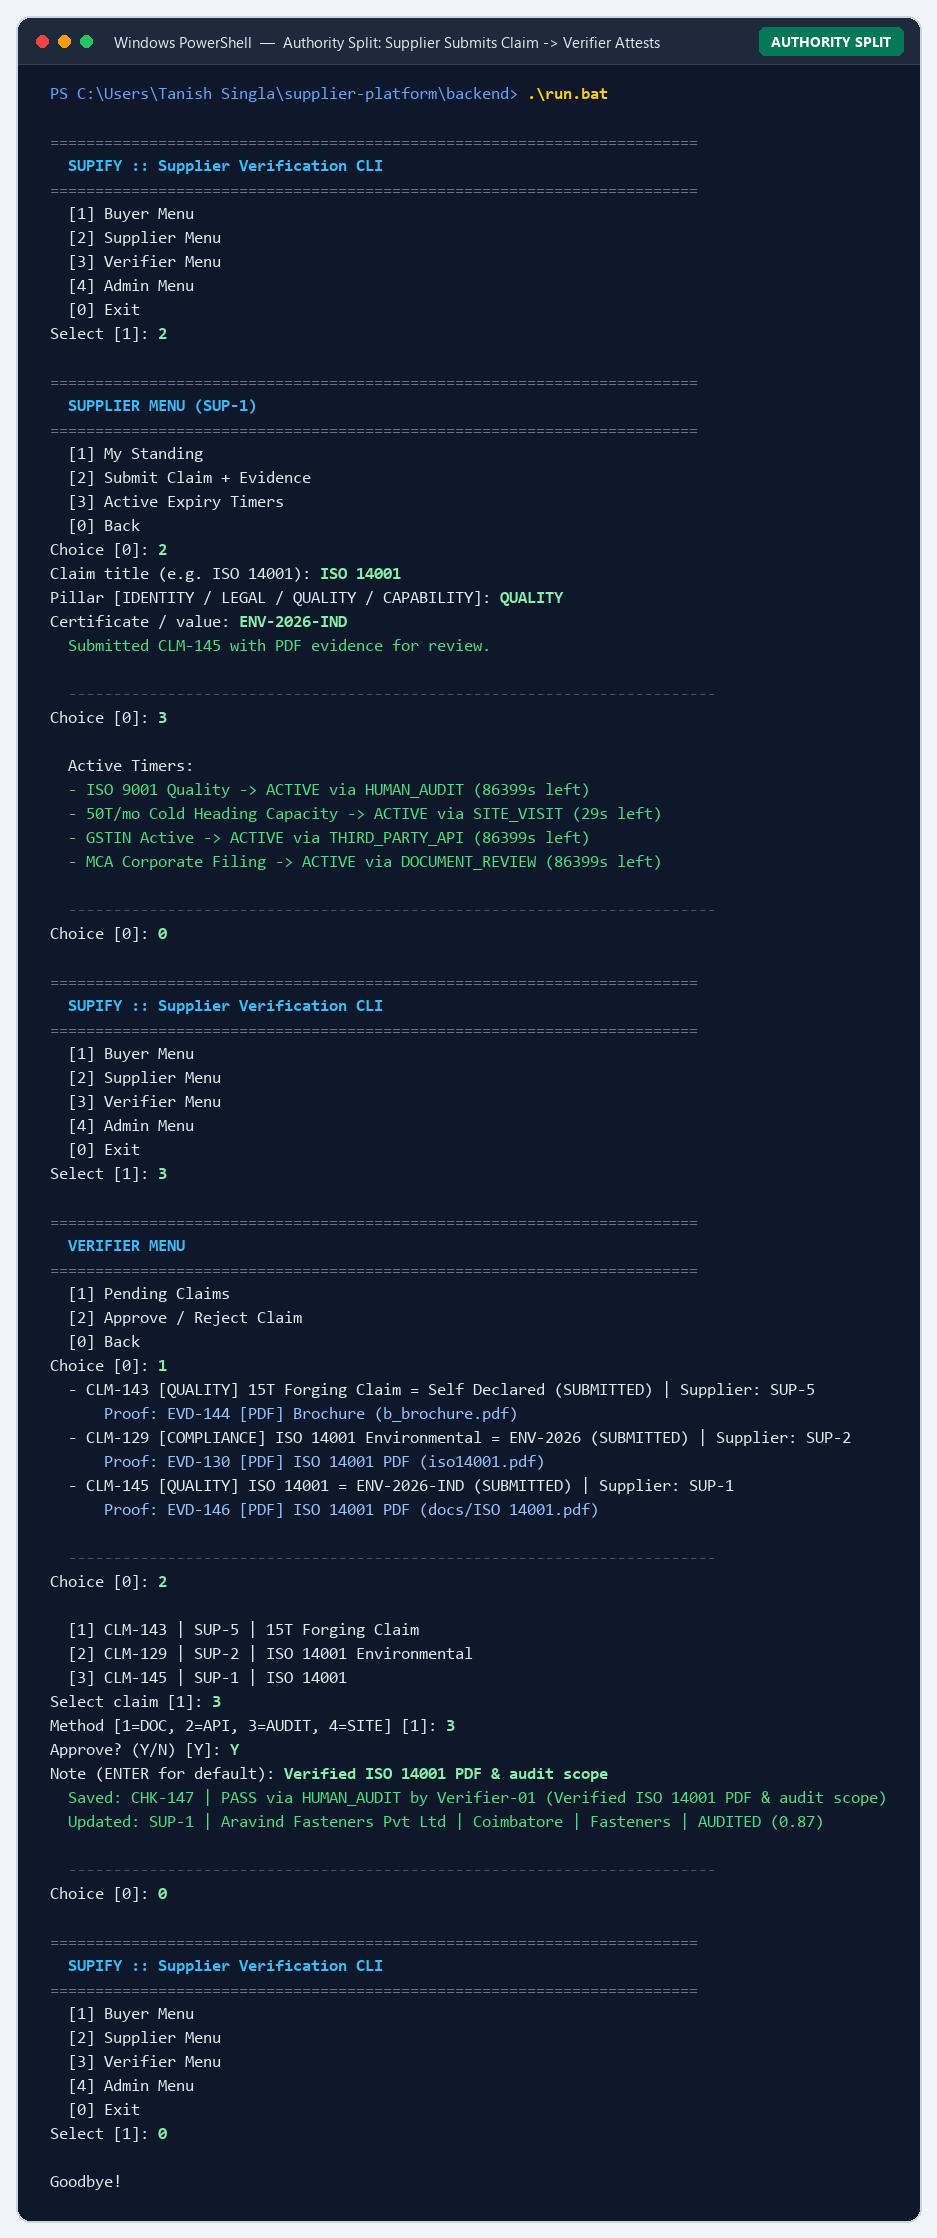 Windows PowerShell — Authority Split: Supplier Submits Claim -> Verifier Attests
AUTHORITY SPLIT
PS C:\Users\Tanish Singla\supplier-platform\backend> .\run.bat
========================================================================
SUPIFY :: Supplier Verification CLI
========================================================================
[1] Buyer Menu
[2] Supplier Menu
[3] Verifier Menu
[4] Admin Menu
[0] Exit
Select [1]: 2
========================================================================
SUPPLIER MENU (SUP-1)
========================================================================
[1] My Standing
[2] Submit Claim + Evidence
[3] Active Expiry Timers
[0] Back
Choice [0]: 2
Claim title (e.g. ISO 14001): ISO 14001
Pillar [IDENTITY / LEGAL / QUALITY / CAPABILITY]: QUALITY
Certificate / value: ENV-2026-IND
Submitted CLM-145 with PDF evidence for review.
------------------------------------------------------------------------
Choice [0]: 3
Active Timers:
- ISO 9001 Quality -> ACTIVE via HUMAN_AUDIT (86399s left)
- 50T/mo Cold Heading Capacity -> ACTIVE via SITE_VISIT (29s left)
- GSTIN Active -> ACTIVE via THIRD_PARTY_API (86399s left)
- MCA Corporate Filing -> ACTIVE via DOCUMENT_REVIEW (86399s left)
------------------------------------------------------------------------
Choice [0]: 0
========================================================================
SUPIFY :: Supplier Verification CLI
========================================================================
[1] Buyer Menu
[2] Supplier Menu
[3] Verifier Menu
[4] Admin Menu
[0] Exit
Select [1]: 3
========================================================================
VERIFIER MENU
========================================================================
[1] Pending Claims
[2] Approve / Reject Claim
[0] Back
Choice [0]: 1
- CLM-143 [QUALITY] 15T Forging Claim = Self Declared (SUBMITTED) | Supplier: SUP-5
Proof: EVD-144 [PDF] Brochure (b_brochure.pdf)
- CLM-129 [COMPLIANCE] ISO 14001 Environmental = ENV-2026 (SUBMITTED) | Supplier: SUP-2
Proof: EVD-130 [PDF] ISO 14001 PDF (iso14001.pdf)
- CLM-145 [QUALITY] ISO 14001 = ENV-2026-IND (SUBMITTED) | Supplier: SUP-1
Proof: EVD-146 [PDF] ISO 14001 PDF (docs/ISO 14001.pdf)
------------------------------------------------------------------------
Choice [0]: 2
[1] CLM-143 | SUP-5 | 15T Forging Claim
[2] CLM-129 | SUP-2 | ISO 14001 Environmental
[3] CLM-145 | SUP-1 | ISO 14001
Select claim [1]: 3
Method [1=DOC, 2=API, 3=AUDIT, 4=SITE] [1]: 3
Approve? (Y/N) [Y]: Y
Note (ENTER for default): Verified ISO 14001 PDF & audit scope
Saved: CHK-147 | PASS via HUMAN_AUDIT by Verifier-01 (Verified ISO 14001 PDF & audit scope)
Updated: SUP-1 | Aravind Fasteners Pvt Ltd | Coimbatore | Fasteners | AUDITED (0.87)
------------------------------------------------------------------------
Choice [0]: 0
========================================================================
SUPIFY :: Supplier Verification CLI
========================================================================
[1] Buyer Menu
[2] Supplier Menu
[3] Verifier Menu
[4] Admin Menu
[0] Exit
Select [1]: 0
Goodbye!